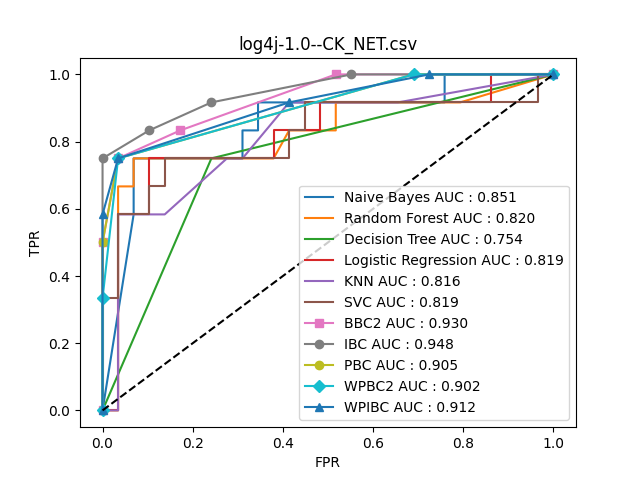 log4j-1.0--CK_NET.csv
1.0
0.8
0.6
0.4
0.2
0.0
TPR
Naive Bayes AUC : 0.851
Random Forest AUC : 0.820
Decision Tree AUC : 0.754
Logistic Regression AUC : 0.819
KNN AUC : 0.816
SVC AUC : 0.819
BBC2 AUC : 0.930
IBC AUC : 0.948
PBC AUC : 0.905
WPBC2 AUC : 0.902
WPIBC AUC : 0.912
0.0 0.2 0.4 0.6 0.8 1.0
FPR